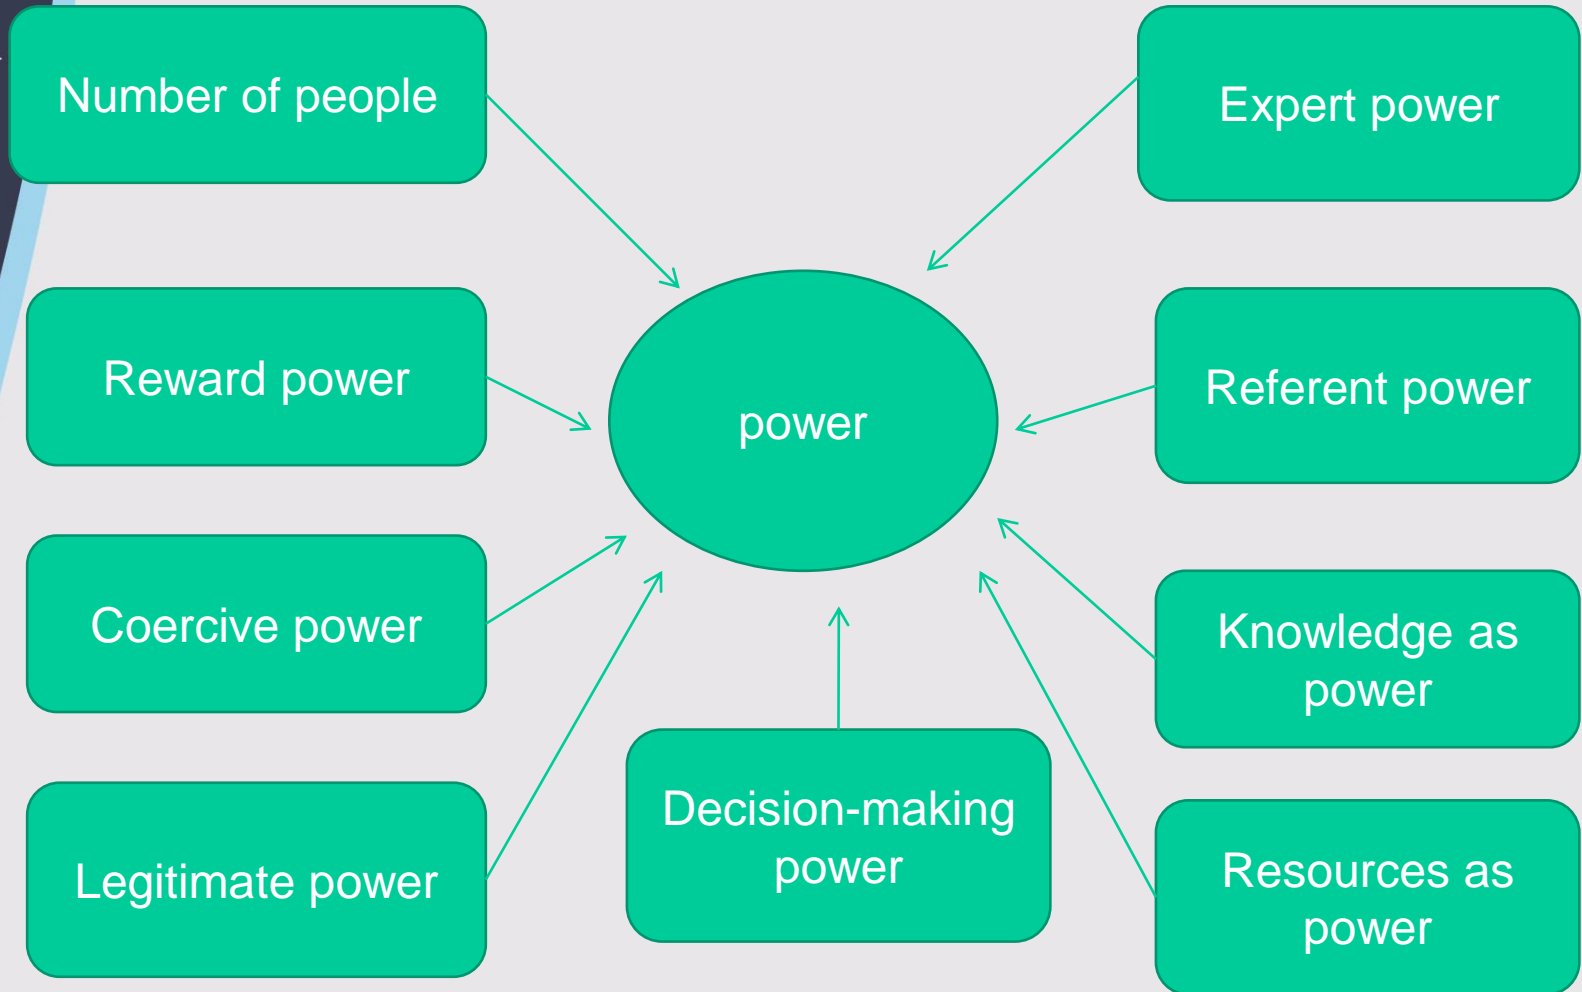 Number of people
Expert power
Reward power
power
Referent power
Coercive power
Knowledge as
power
Legitimate power
Decision-making
power
Resources as
power